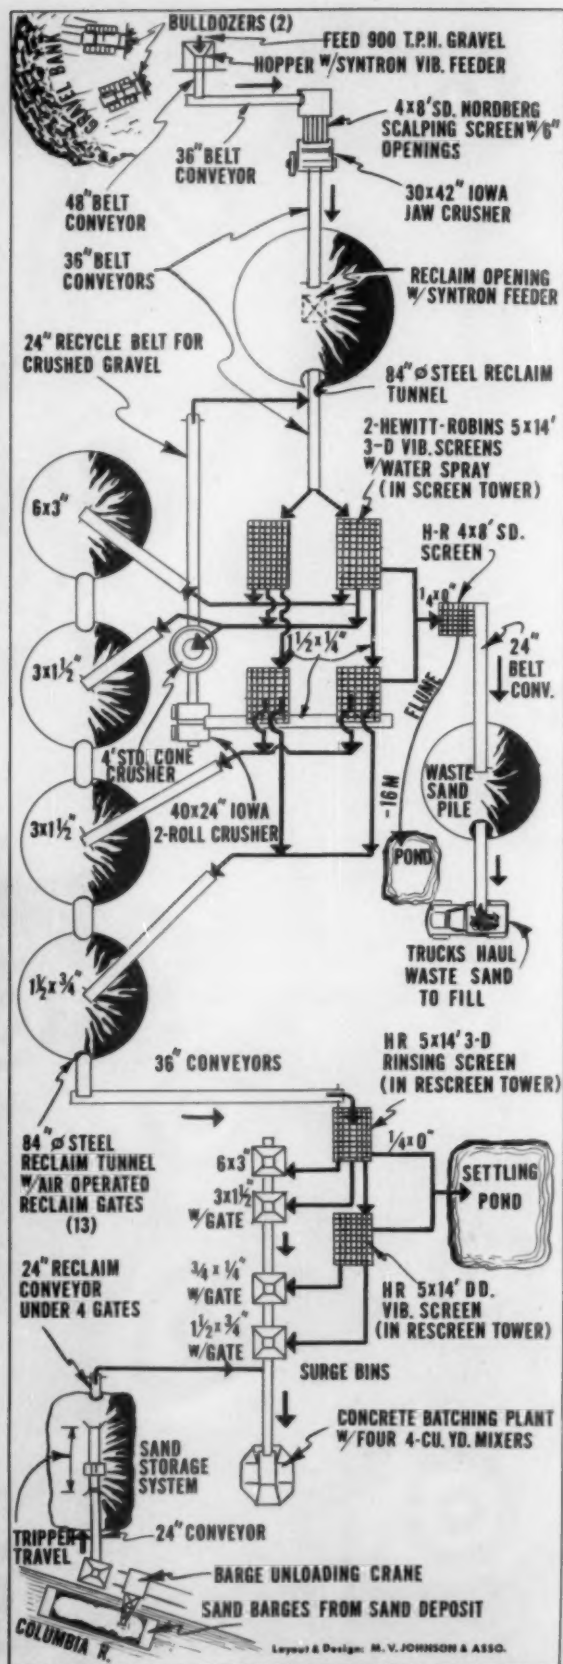 BULLDOZERS (2)
GRAVEL BANK
FEED 900 T.P.H. GRAVEL
HOPPER W/SYNTRON VIB. FEEDER
36" BELT
CONVEYOR
48" BELT
CONVEYOR
4x8' SD. NORDBERG
SCALPING SCREEN W/6"
OPENINGS
30x42" IOWA
JAW CRUSHER
36" BELT
CONVEYORS
RECLAIM OPENING
W/SYNTRON FEEDER
24" RECYCLE BELT FOR
CRUSHED GRAVEL
84" Ø STEEL RECLAIM
TUNNEL
2-HEWITT-ROBINS 5x14'
3-D VIB. SCREENS
W/WATER SPRAY
(IN SCREEN TOWER)
6x3"
H-R 4x8' SD.
SCREEN
1/4x0"
3x1 1/2"
1/2 x 1/4"
24"
BELT
CONV.
FLUME
4' STD. CONE
CRUSHER
40x24" IOWA
2-ROLL CRUSHER
3x1 1/2"
-16M
WASTE
SAND
PILE
POND
TRUCKS HAUL
WASTE SAND
TO FILL
1 1/2 x 3/4"
36" CONVEYORS
HR 5x14' 3-D
RINSING SCREEN
(IN RESCREEN TOWER)
84" Ø STEEL
RECLAIM TUNNEL
W/AIR OPERATED
RECLAIM GATES
(13)
6x3"
1/4x0"
3x1 1/2"
W/GATE
SETTLING
POND
24" RECLAIM
CONVEYOR
UNDER 4 GATES
3/4 x 1/4"
W/GATE
HR 5x14' DD.
VIB. SCREEN
(IN RESCREEN TOWER)
1 1/2 x 3/4"
W/GATE
SURGE BINS
SAND
STORAGE
SYSTEM
CONCRETE BATCHING PLANT
W/ FOUR 4-CU. YD. MIXERS
TRIPPER
TRAVEL
24" CONVEYOR
BARGE UNLOADING CRANE
SAND BARGES FROM SAND DEPOSIT
COLUMBIA R.
Layout & Design: M. V. JOHNSON & ASSO.